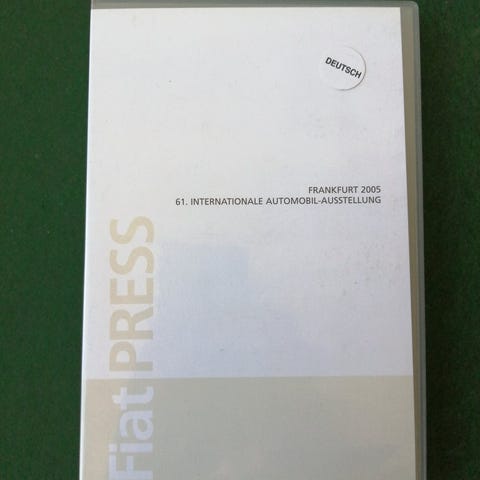 DEUTSCH
FRANKFURT 2005
61. INTERNATIONALE AUTOMOBIL-AUSSTELLUNG
Fiat PRESS